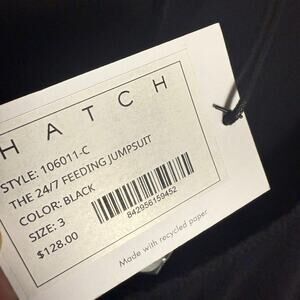 HATCH
STYLE: 106011-C
THE 24/7 FEEDING JUMPSUIT
COLOR: BLACK
SIZE: 3
$128.00
842956159452
Made with recycled paper